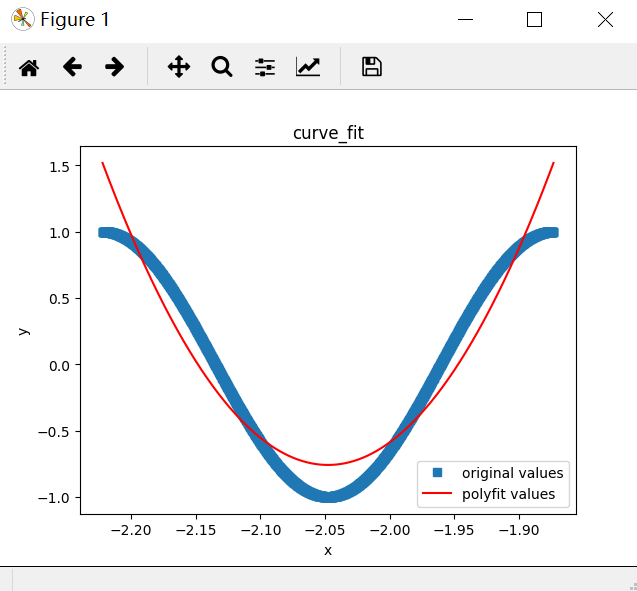 Figure 1
curve_fit
1.5
1.0
0.5
0.0
−0.5
−1.0
y
original values
polyfit values
−2.20 −2.15 −2.10 −2.05 −2.00 −1.95 −1.90
x